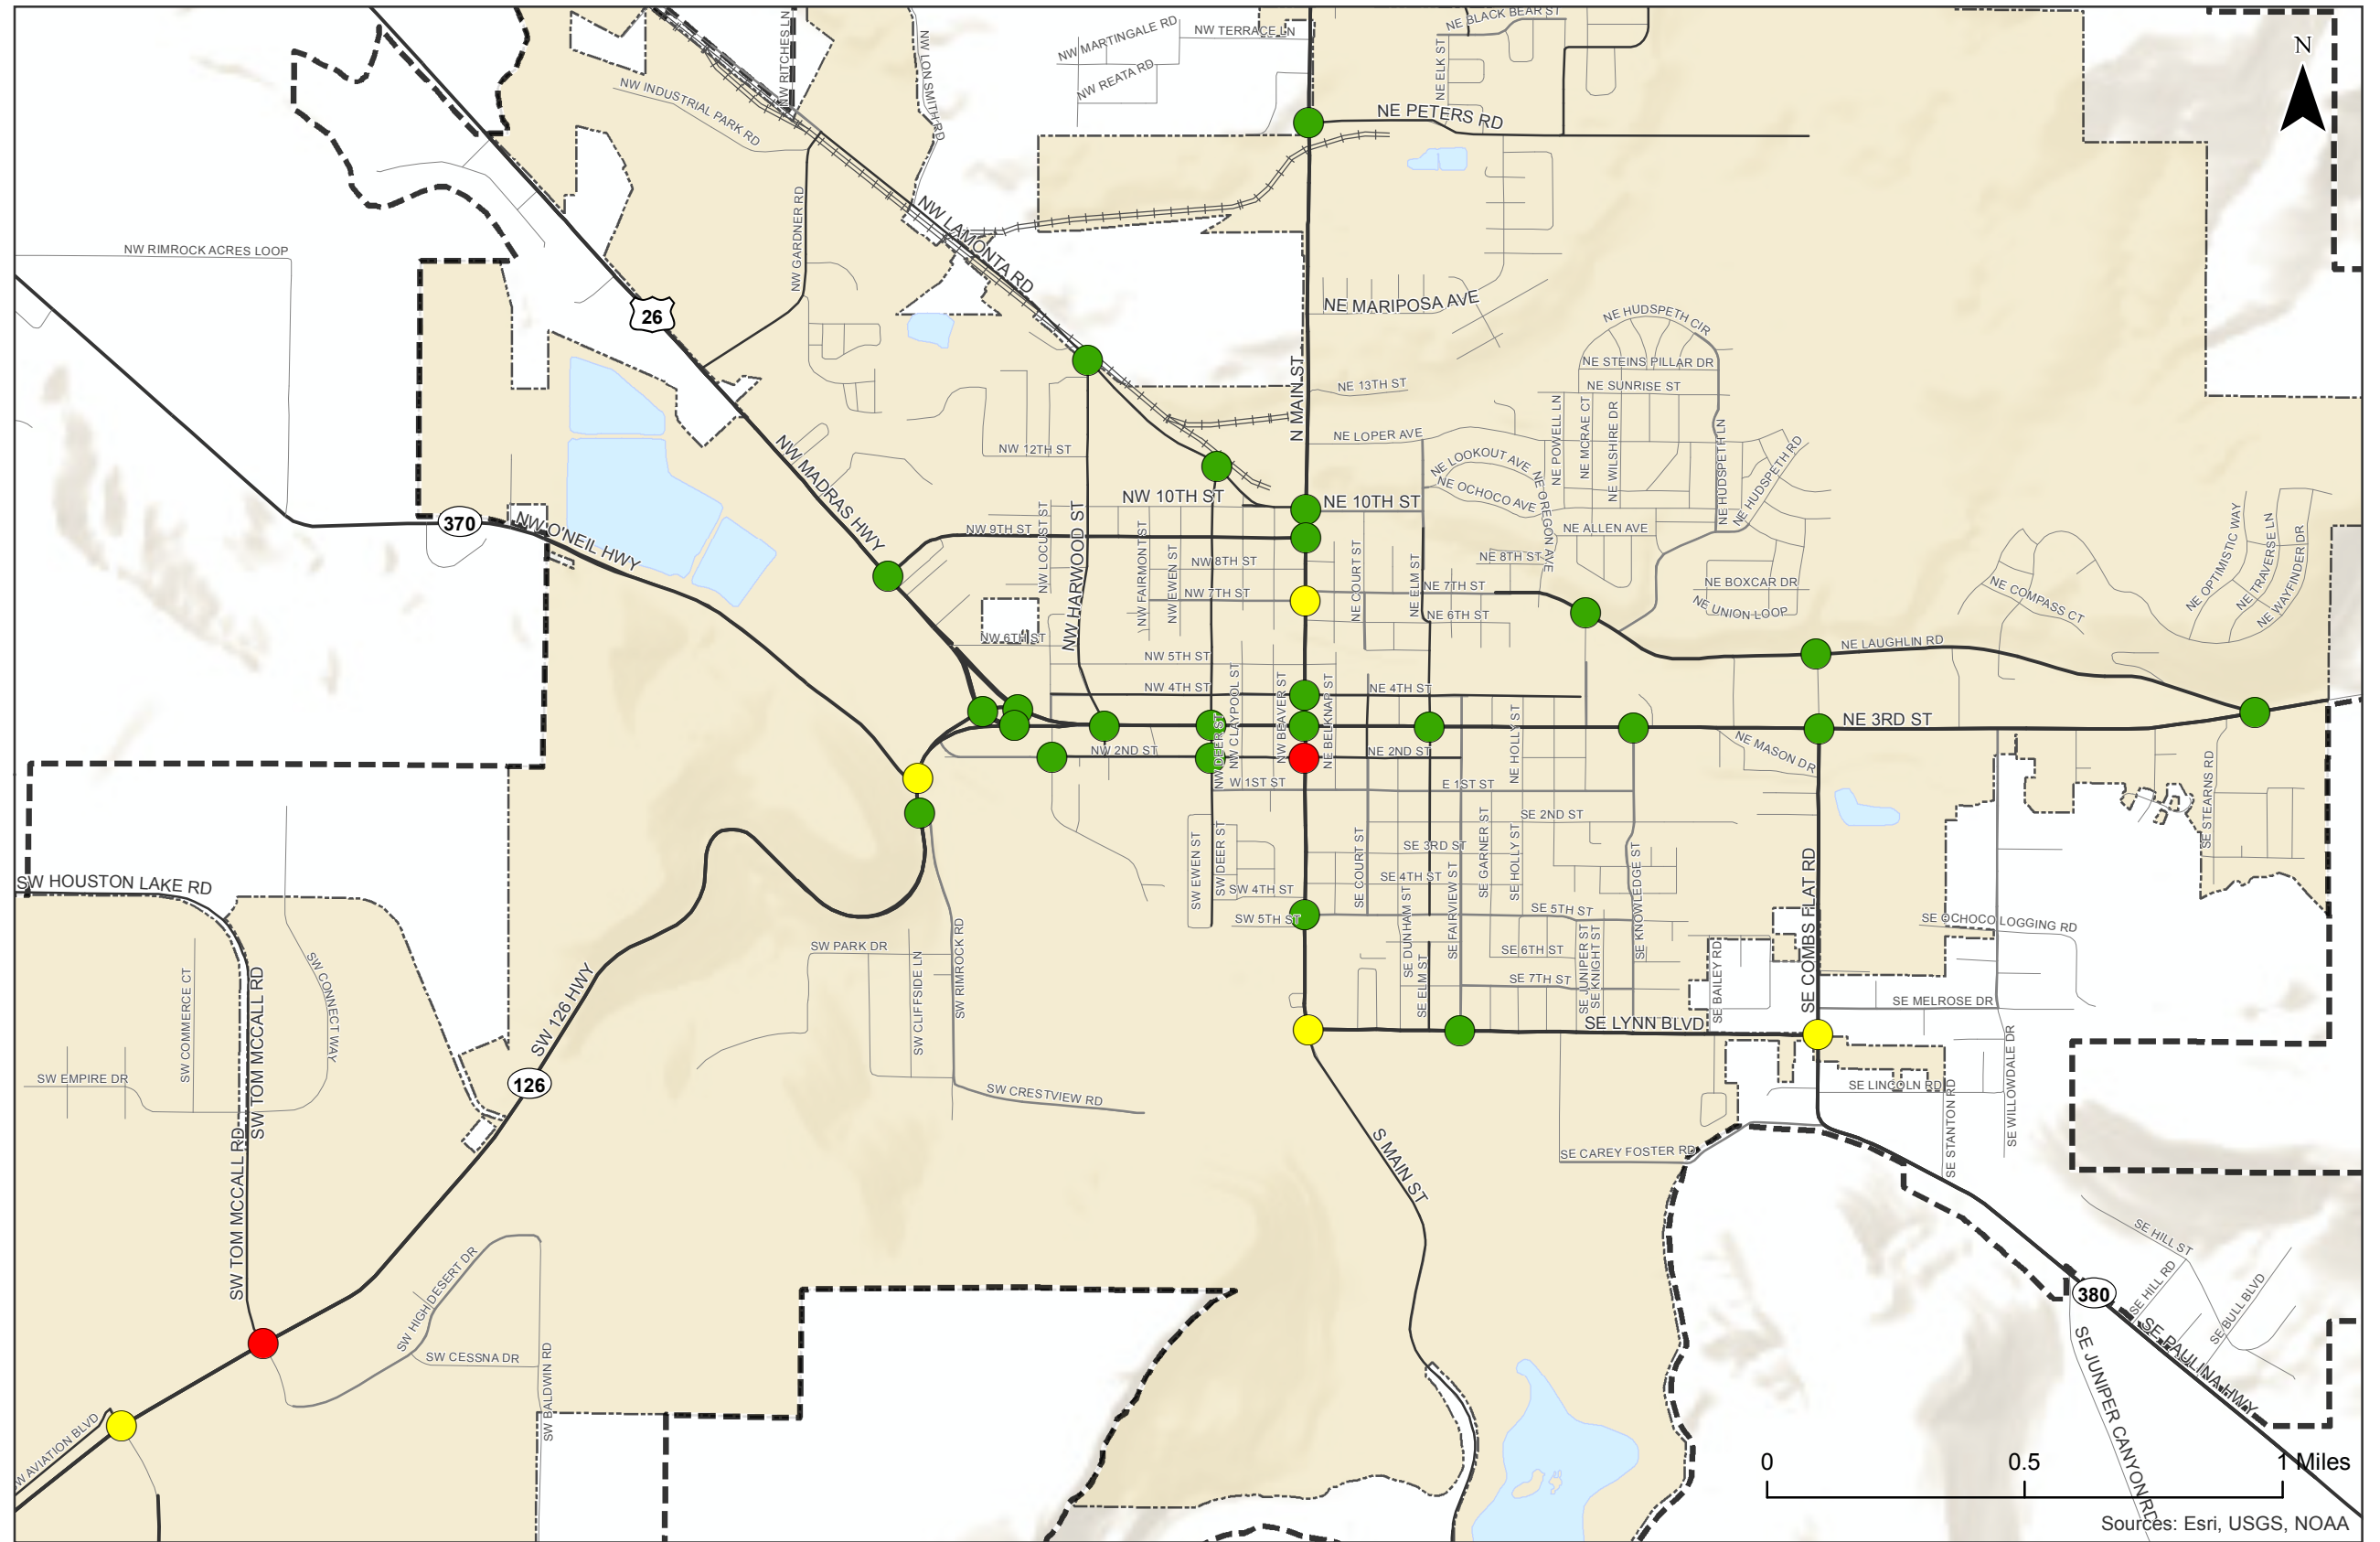 NE BLACK BEAR ST
NW MARTINGALE RD
NW TERRACE LN
NW RITCHES LN
NW LON SMITH RD
NE ELK ST
N
NW REATA RD
NW INDUSTRIAL PARK RD
NE PETERS RD
NW GARDNER RD
NW LAMONTA RD
NW RIMROCK ACRES LOOP
26
NE MARIPOSA AVE
NE HUDSPETH CIR
NE STEINS PILLAR DR
N MAIN ST
NE 13TH ST
NE SUNRISE ST
NE POWELL LN
NE MCRAE CT
NE WILSHIRE DR
NE HUDSPETH LN
NE HUDSPETH RD
NE LOPER AVE
NE LOOKOUT AVE
NE OCHOCO AVE
NE OREGON AVE
NW 12TH ST
NW MADRAS HWY
NW 10TH ST
NE 10TH ST
370
NW O'NEIL HWY
NW 9TH ST
NW LOCUST ST
NW HARWOOD ST
NW FAIRMONT ST
NW EWEN ST
NW 8TH ST
NE COURT ST
NE ELM ST
NE 8TH ST
NE ALLEN AVE
NE OPTIMISTIC WAY
NE TRAVERSE LN
NE WAYFINDER DR
NW 7TH ST
NE 7TH ST
NE BOXCAR DR
NE UNION LOOP
NE COMPASS CT
NE 6TH ST
NW 6TH ST
NW 5TH ST
NE LAUGHLIN RD
NW 4TH ST
NE 4TH ST
NW DEER ST
NW CLAYPOOL ST
NW BEAVER ST
NE BELKNAP ST
NE HOLLY ST
NE 3RD ST
NW 2ND ST
NE 2ND ST
NE MASON DR
W 1ST ST
E 1ST ST
SE STEARNS RD
SE 2ND ST
SW EWEN ST
SW DEER ST
SE COURT ST
SE 3RD ST
SE GARNER ST
SE HOLLY ST
SE KNOWLEDGE ST
SE COMBS FLAT RD
SW HOUSTON LAKE RD
SW 4TH ST
SE 4TH ST
SE DUNHAM ST
SE FAIRVIEW ST
SW 5TH ST
SE 5TH ST
SE OCHOCO LOGGING RD
SW PARK DR
SW CLIFFSIDE LN
SW RIMROCK RD
SE 6TH ST
SE JUNIPER ST
SE KNIGHT ST
SE BAILEY RD
SW COMMERCE CT
SW TOM MCCALL RD
SW CONNECT WAY
SW 126 HWY
SE ELM ST
SE 7TH ST
SE MELROSE DR
SE LYNN BLVD
126
SW EMPIRE DR
SW CRESTVIEW RD
SE LINCOLN RD
SE STANTON RD
SE WILLOWDALE DR
SW TOM MCCALL RD
S MAIN ST
SE CAREY FOSTER RD
SE HILL ST
SE HILL RD
SE BULL BLVD
380
SW HIGH DESERT DR
SW CESSNA DR
SW BALDWIN RD
SE PAULINA HWY
SE JUNIPER CANYON RD
W AVIATION BLVD
0 0.5 1 Miles
Sources: Esri, USGS, NOAA